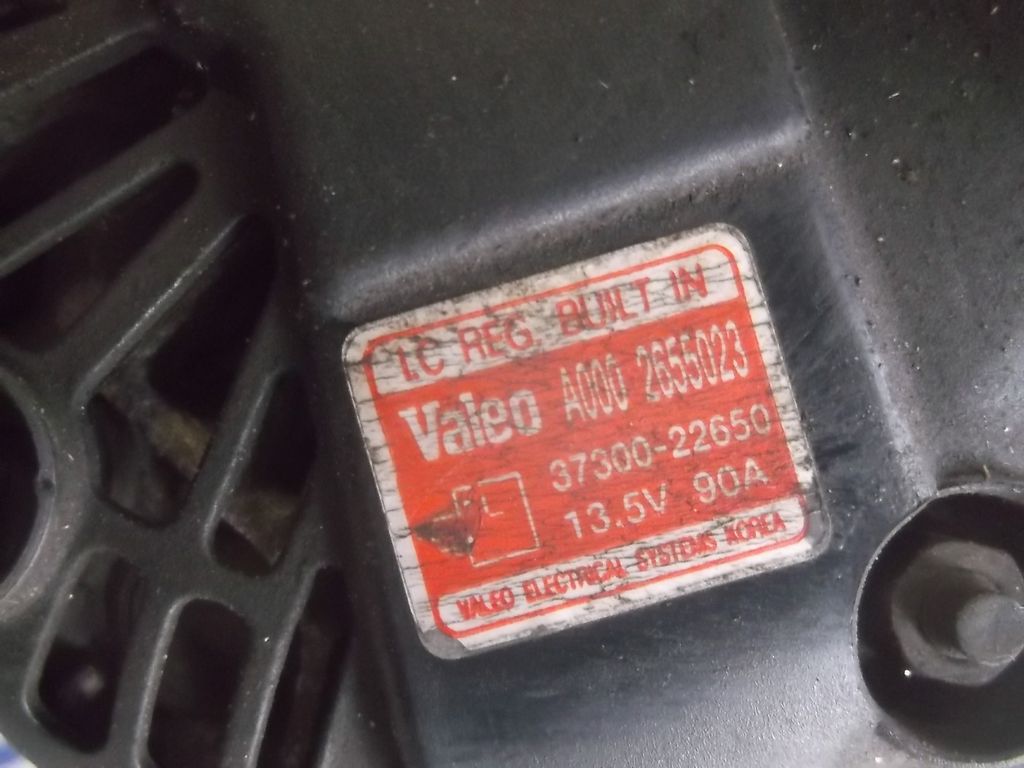 I.C REG. BUILT IN
Valeo A000 2655023
37300-22650
13.5V 90A
VALEO ELECTRICAL SYSTEMS KOREA